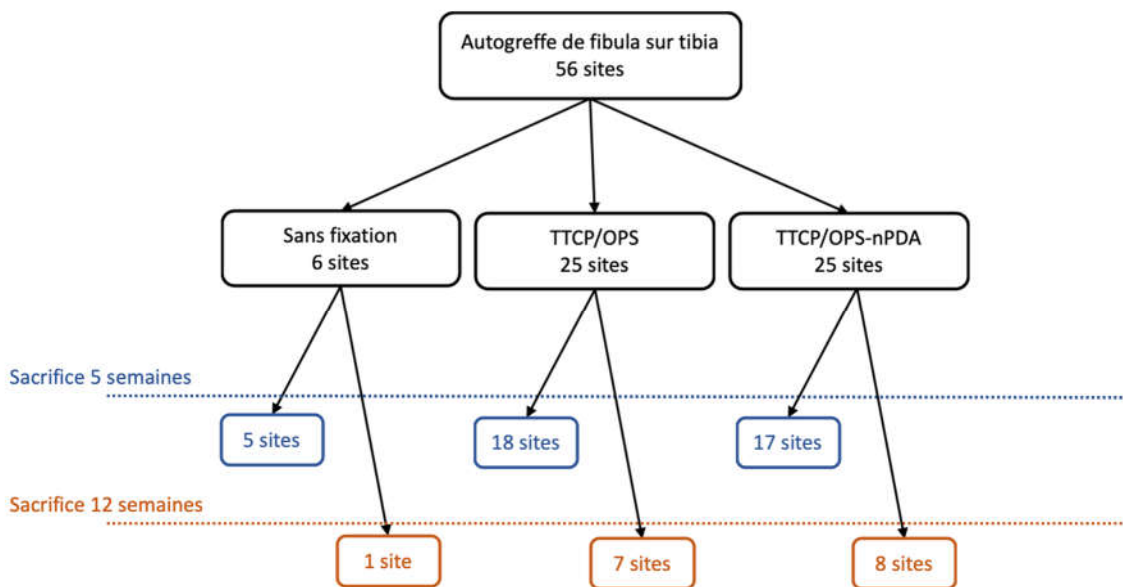 Autogreffe de fibula sur tibia
56 sites
Sans fixation
6 sites
TTCP/OPS
25 sites
TTCP/OPS-nPDA
25 sites
Sacrifice 5 semaines
5 sites
18 sites
17 sites
Sacrifice 12 semaines
1 site
7 sites
8 sites